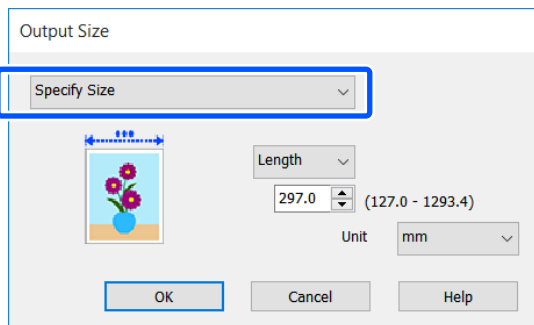 Output Size
Specify Size
Length
297.0 (127.0 - 1293.4)
Unit mm
OK Cancel Help